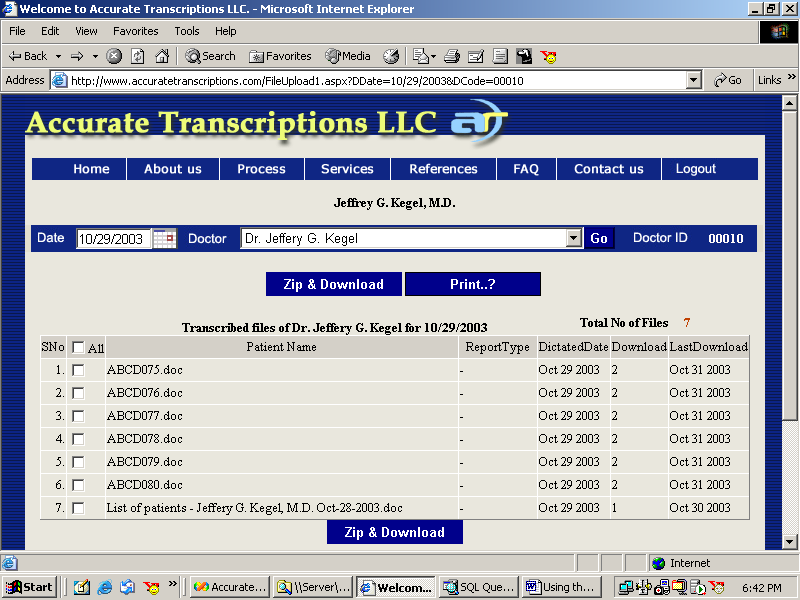 Welcome to Accurate Transcriptions LLC. - Microsoft Internet Explorer
File Edit View Favorites Tools Help
Back Search Favorites Media
Address http://www.accuratetranscriptions.com/FileUpload1.aspx?DDate=10/29/2003&DCode=00010 Go Links »
Accurate Transcriptions LLC at
Home About us Process Services References FAQ Contact us Logout
Jeffrey G. Kegel, M.D.
Date 10/29/2003 Doctor Dr. Jeffery G. Kegel Go Doctor ID 00010
Zip & Download Print..?
Transcribed files of Dr. Jeffery G. Kegel for 10/29/2003 Total No of Files 7
SNo All Patient Name ReportType DictatedDate Download LastDownload
1. ABCD075.doc - Oct 29 2003 2 Oct 31 2003
2. ABCD076.doc - Oct 29 2003 2 Oct 31 2003
3. ABCD077.doc - Oct 29 2003 2 Oct 31 2003
4. ABCD078.doc - Oct 29 2003 2 Oct 31 2003
5. ABCD079.doc - Oct 29 2003 2 Oct 31 2003
6. ABCD080.doc - Oct 29 2003 2 Oct 31 2003
7. List of patients - Jeffery G. Kegel, M.D. Oct-28-2003.doc - Oct 29 2003 1 Oct 30 2003
Zip & Download
Internet
Start » Accurate... \\Server\... Welcom... SQL Que... Using th... 6:42 PM